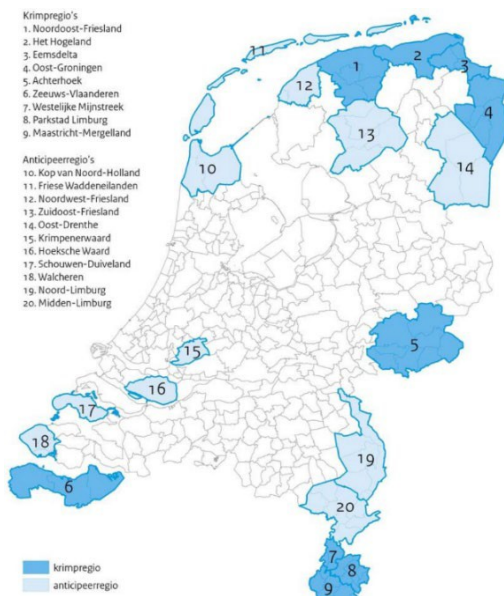 Krimpregio's
1. Noordoost-Friesland
2. Het Hogeland
3. Eemsdelta
4. Oost-Groningen
5. Achterhoek
6. Zeeuws-Vlaanderen
7. Westelijke Mijnstreek
8. Parkstad Limburg
9. Maastricht-Mergelland
Anticipeerregio's
10. Kop van Noord-Holland
11. Friese Waddeneilanden
12. Noordwest-Friesland
13. Zuidoost-Friesland
14. Oost-Drenthe
15. Krimpenerwaard
16. Hoeksche Waard
17. Schouwen-Duiveland
18. Walcheren
19. Noord-Limburg
20. Midden-Limburg
11
1
2
3
12
4
13
14
10
5
15
16
17
18
19
6
20
7
8
9
krimpregio
anticipeerregio